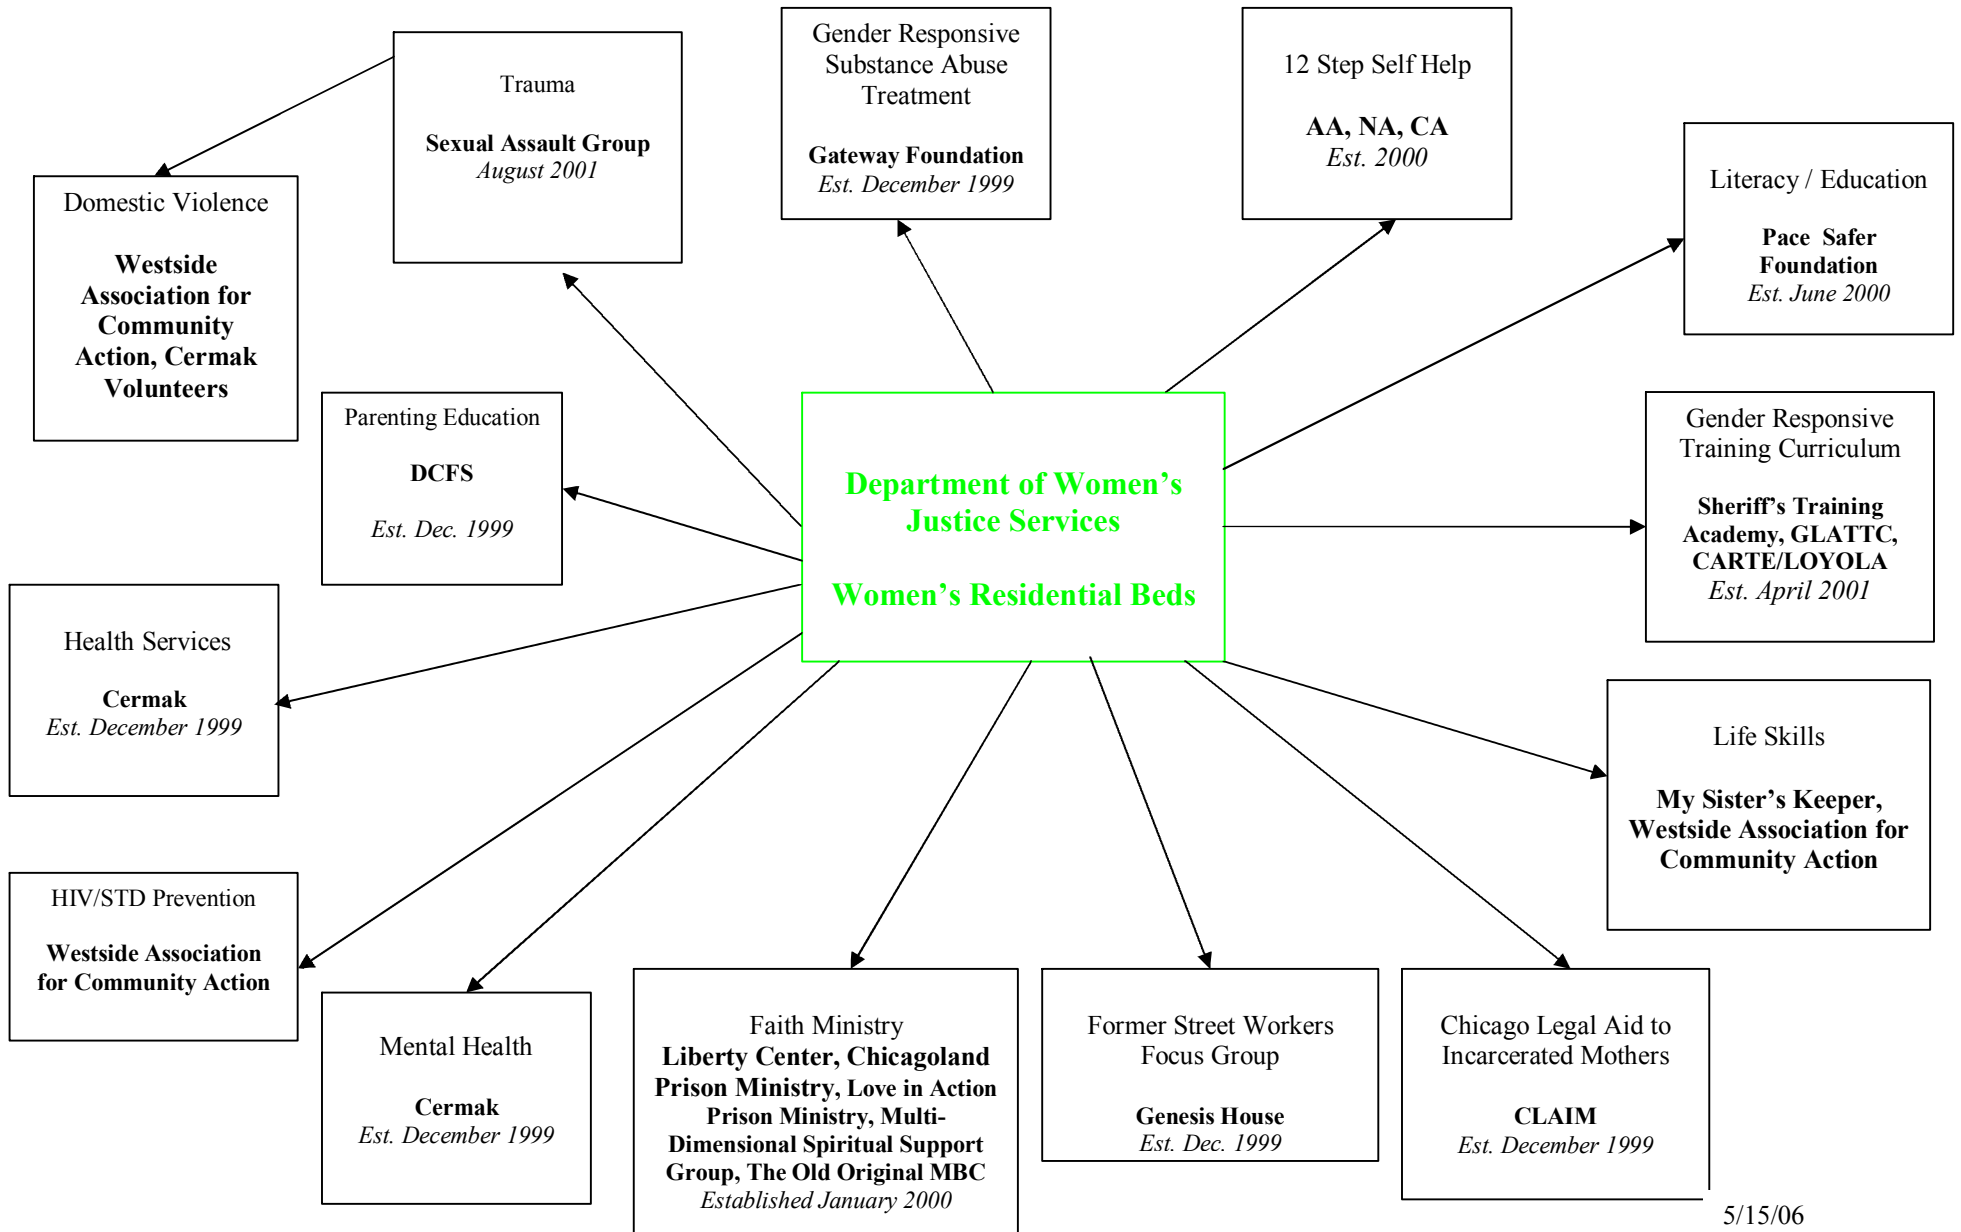 Trauma
Sexual Assault Group
August 2001
Gender Responsive
Substance Abuse
Treatment
Gateway Foundation
Est. December 1999
12 Step Self Help
AA, NA, CA
Est. 2000
Literacy / Education
Pace Safer
Foundation
Est. June 2000
Domestic Violence
Westside
Association for
Community
Action, Cermak
Volunteers
Parenting Education
DCFS
Est. Dec. 1999
Department of Women’s
Justice Services
Women’s Residential Beds
Gender Responsive
Training Curriculum
Sheriff’s Training
Academy, GLATTC,
CARTE/LOYOLA
Est. April 2001
Health Services
Cermak
Est. December 1999
Life Skills
My Sister’s Keeper,
Westside Association for
Community Action
HIV/STD Prevention
Westside Association
for Community Action
Mental Health
Cermak
Est. December 1999
Faith Ministry
Liberty Center, Chicagoland
Prison Ministry, Love in Action
Prison Ministry, Multi-
Dimensional Spiritual Support
Group, The Old Original MBC
Established January 2000
Former Street Workers
Focus Group
Genesis House
Est. Dec. 1999
Chicago Legal Aid to
Incarcerated Mothers
CLAIM
Est. December 1999
5/15/06